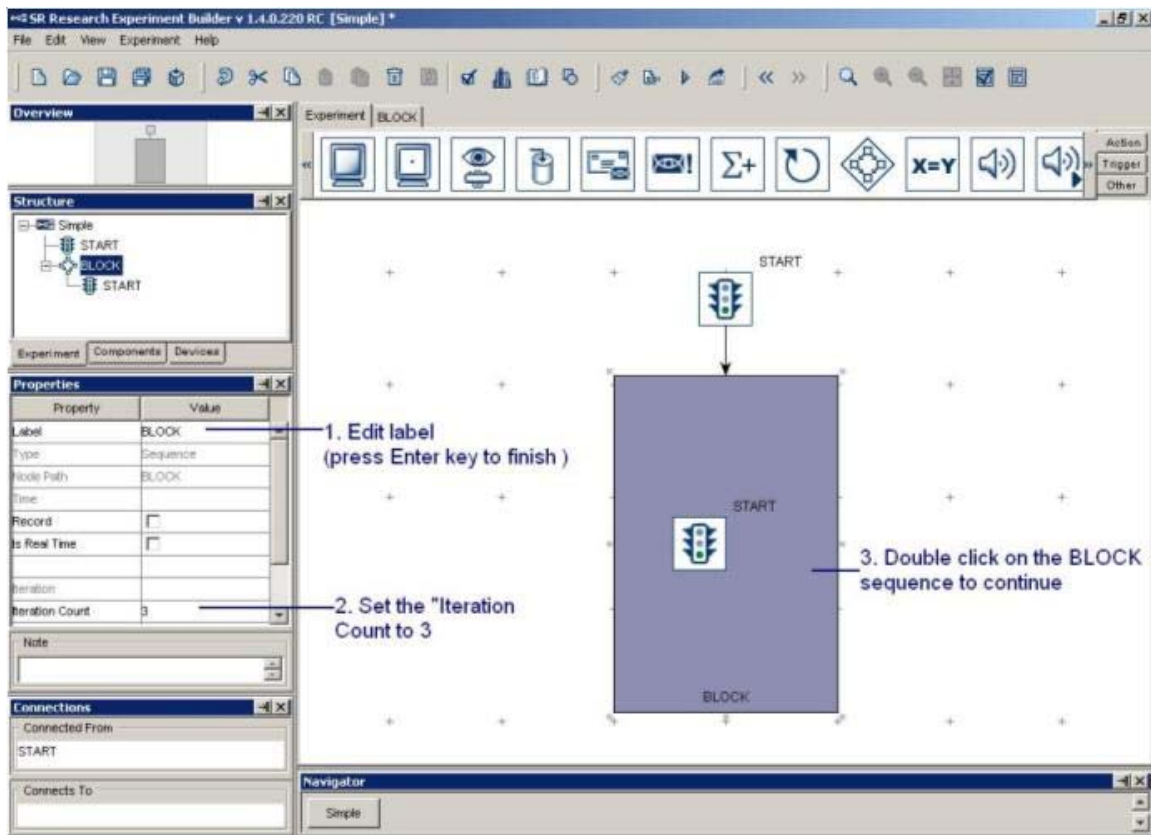 SR Research Experiment Builder v 1.4.0.220 RC [Simple] *
File Edit View Experiment Help
Overview
Experiment BLOCK
Action
Trigger
Other
X=Y
Σ+
Structure
Simple
START
BLOCK
START
Experiment Components Devices
Properties
Property Value
Label BLOCK
Type Sequence
Node Path BLOCK
Time
Record
Is Real Time
Iteration
Iteration Count 3
Note
Connections
Connected From
START
Connects To
START
START
BLOCK
1. Edit label
(press Enter key to finish )
2. Set the "Iteration
Count to 3
3. Double click on the BLOCK
sequence to continue
Navigator
Simple